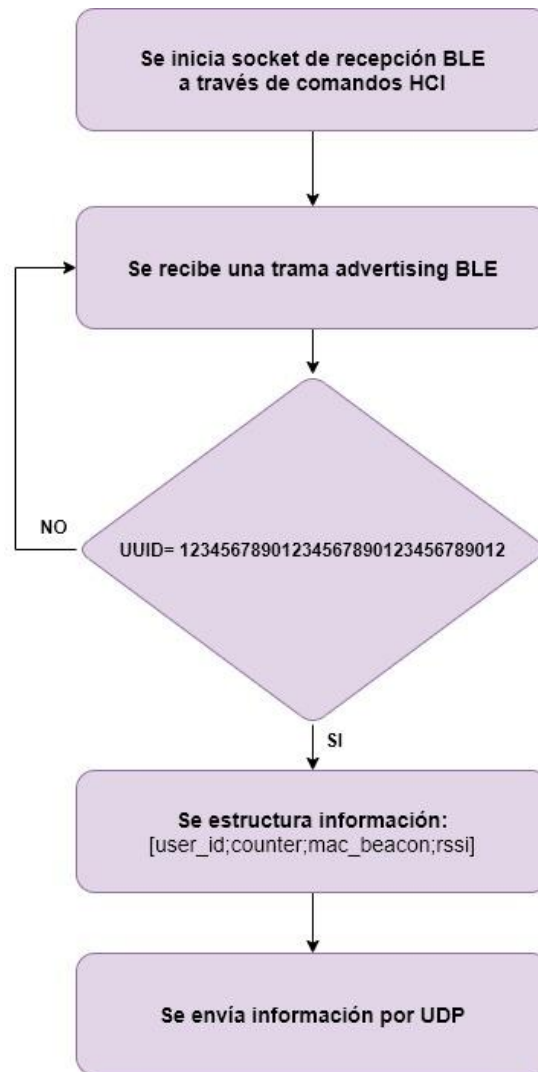 Se inicia socket de recepción BLE
a través de comandos HCI
Se recibe una trama advertising BLE
NO
UUID= 12345678901234567890123456789012
SI
Se estructura información:
[user_id;counter;mac_beacon;rssi]
Se envía información por UDP